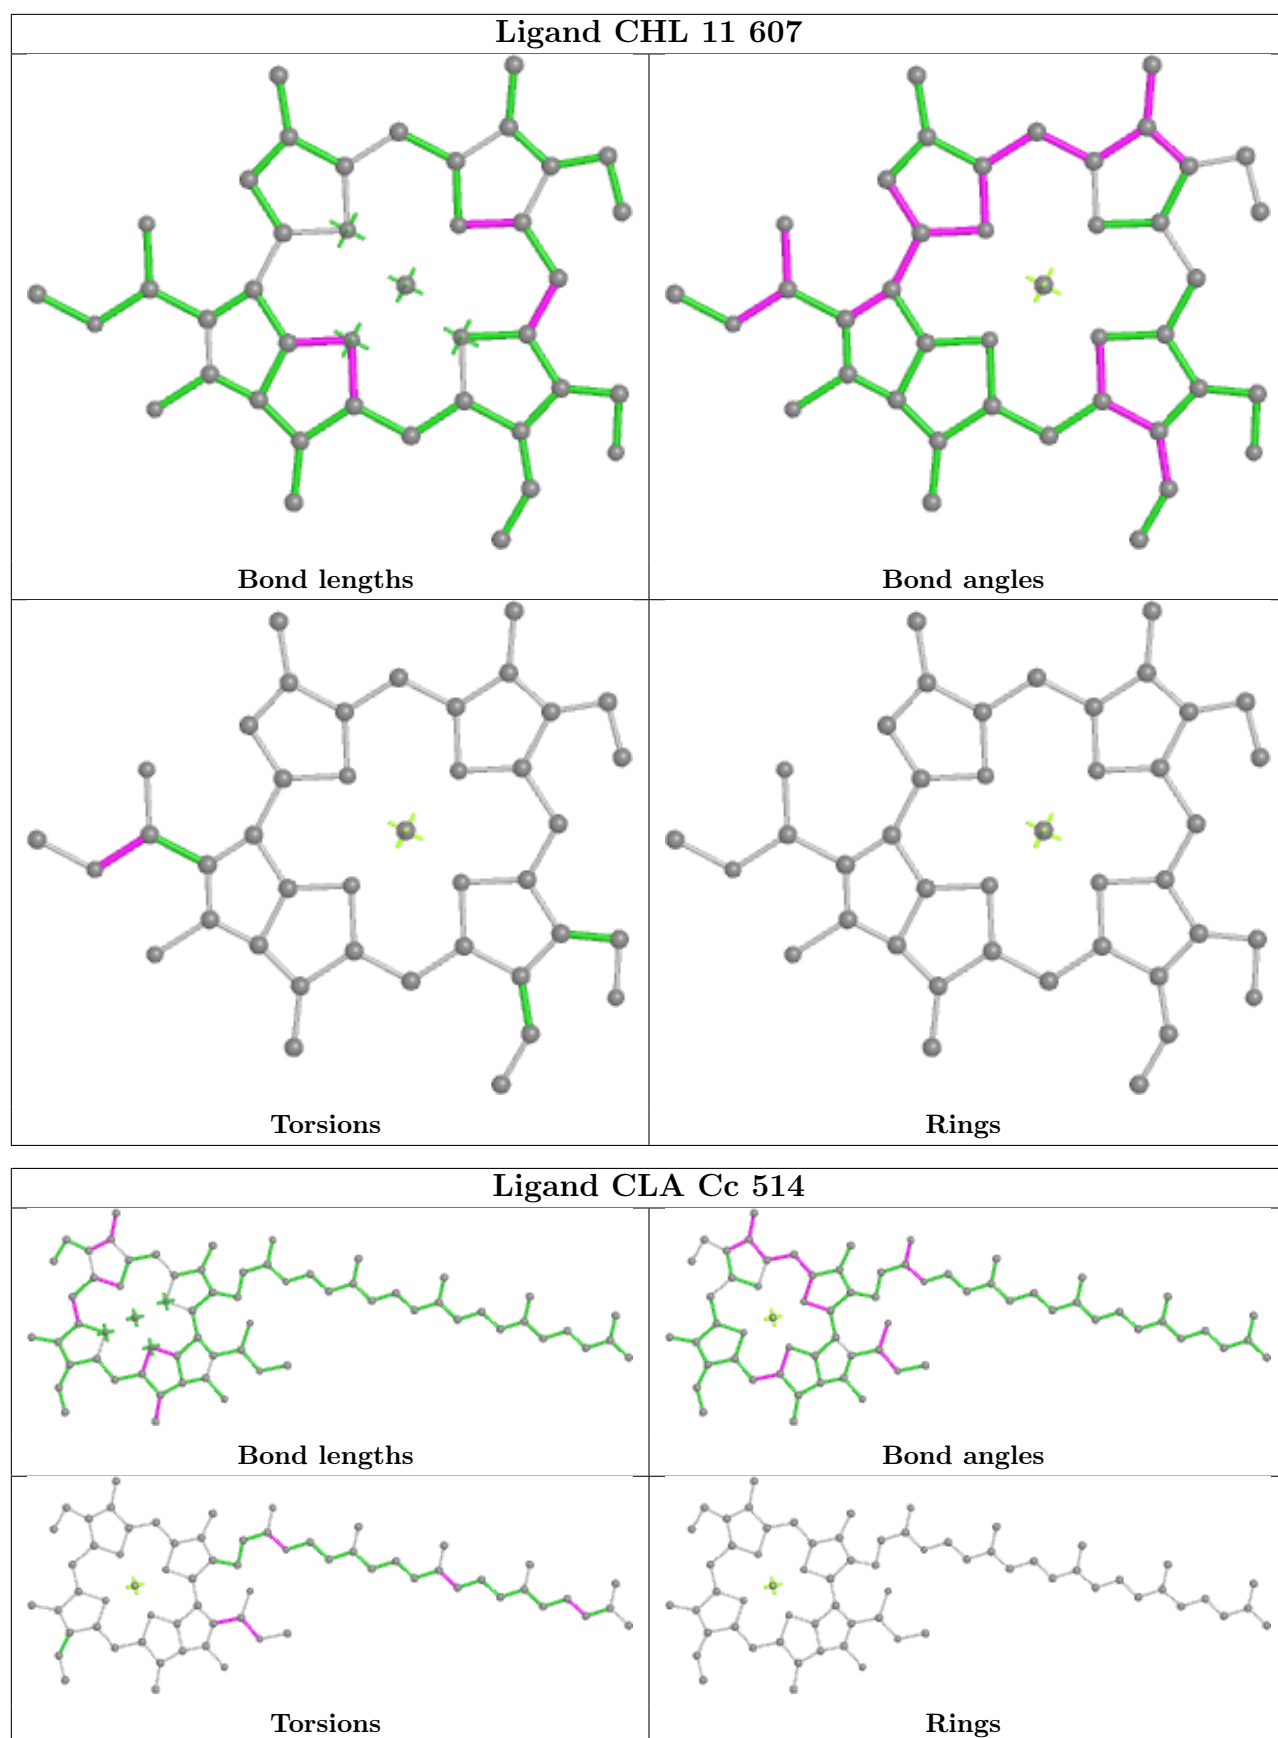 Ligand CHL 11 607
Bond lengths
Bond angles
Torsions
Rings
Ligand CLA Cc 514
Bond lengths
Bond angles
Torsions
Rings